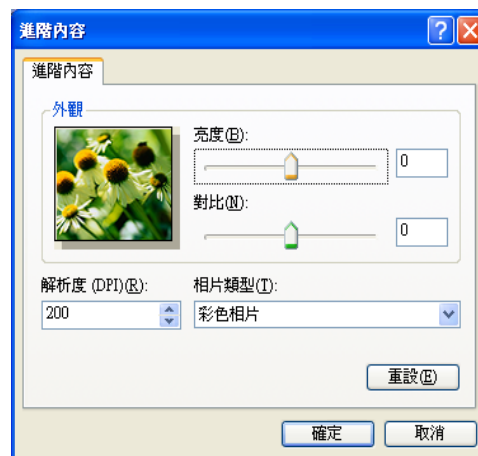 進階內容
進階內容
外觀
亮度(B):
0
對比(N):
0
解析度 (DPI)(R):
相片類型(T):
200
彩色相片
重設(E)
確定
取消